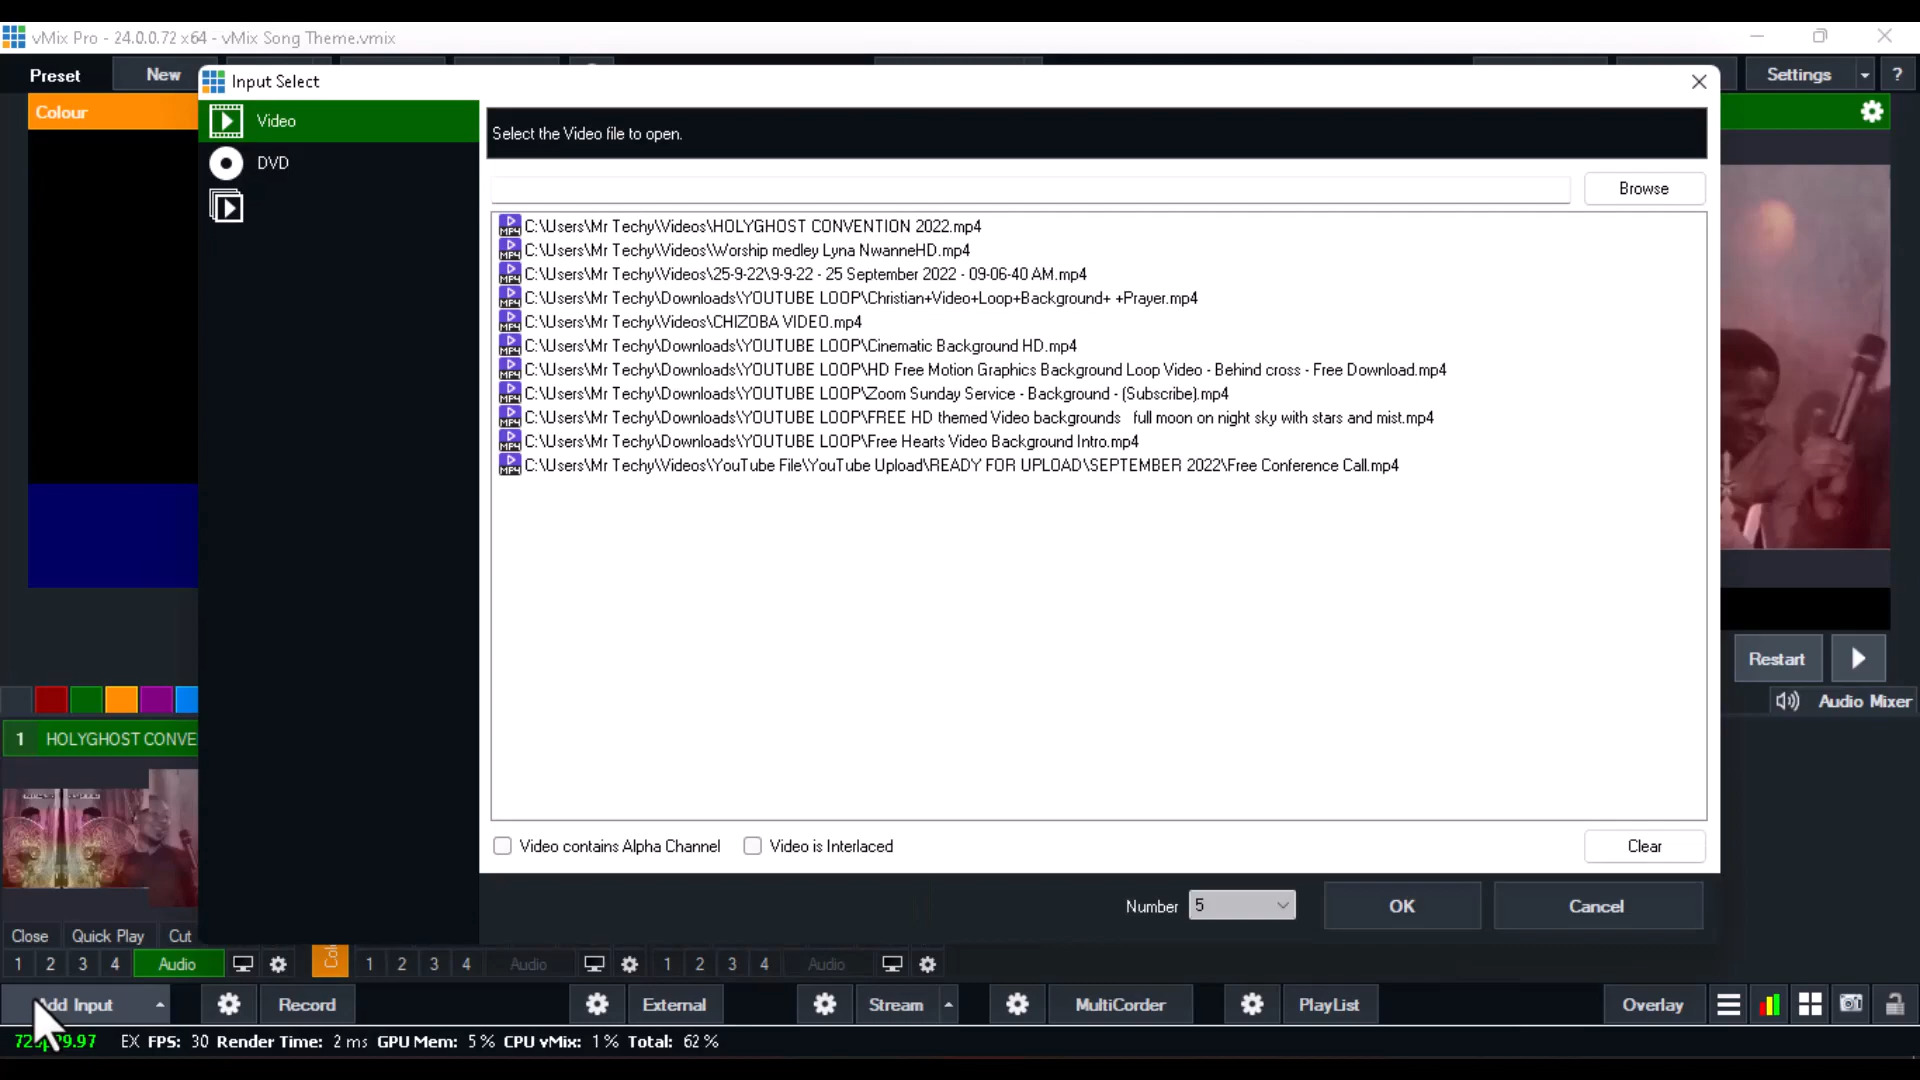 vMix Pro - 24.0.0.72 x64 - vMix Song Theme.vmix
Preset
New
Settings
?
Input Select
Colour
Video
Select the Video file to open.
DVD
Browse
C:\Users\Mr Techy\Videos\HOLYGHOST CONVENTION 2022.mp4
C:\Users\Mr Techy\Videos\Worship medley Lyna NwanneHD.mp4
C:\Users\Mr Techy\Videos\25-9-22\9-9-22 - 25 September 2022 - 09-06-40 AM.mp4
C:\Users\Mr Techy\Downloads\YOUTUBE LOOP\Christian+Video+Loop+Background+ +Prayer.mp4
C:\Users\Mr Techy\Videos\CHIZOBA VIDEO.mp4
C:\Users\Mr Techy\Downloads\YOUTUBE LOOP\Cinematic Background HD.mp4
C:\Users\Mr Techy\Downloads\YOUTUBE LOOP\HD Free Motion Graphics Background Loop Video - Behind cross - Free Download.mp4
C:\Users\Mr Techy\Downloads\YOUTUBE LOOP\Zoom Sunday Service - Background - (Subscribe).mp4
C:\Users\Mr Techy\Downloads\YOUTUBE LOOP\FREE HD themed Video backgrounds   full moon on night sky with stars and mist.mp4
C:\Users\Mr Techy\Downloads\YOUTUBE LOOP\Free Hearts Video Background Intro.mp4
C:\Users\Mr Techy\Videos\YouTube File\YouTube Upload\READY FOR UPLOAD\SEPTEMBER 2022\Free Conference Call.mp4
Restart
Audio Mixer
1 HOLYGHOST CONVE
Video contains Alpha Channel
Video is Interlaced
Clear
Number 5
OK
Cancel
Close Quick Play Cut
1 2 3 4 Audio
1 2 3 4 Audio
1 2 3 4 Audio
Add Input
Record
External
Stream
MultiCorder
PlayList
Overlay
EX FPS: 30 Render Time: 2 ms GPU Mem: 5 % CPU vMix: 1 % Total: 62 %